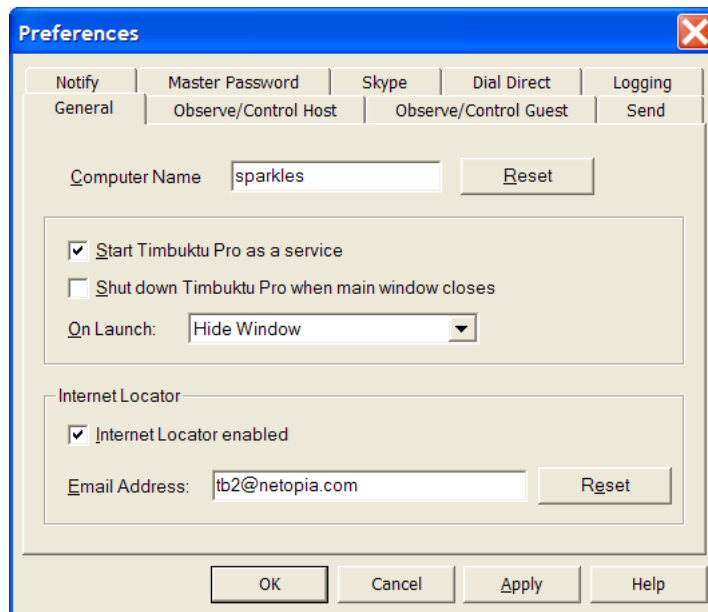 Preferences
Notify Master Password Skype Dial Direct Logging
General Observe/Control Host Observe/Control Guest Send
Computer Name sparkles Reset
Start Timbuktu Pro as a service
Shut down Timbuktu Pro when main window closes
On Launch: Hide Window
Internet Locator
Internet Locator enabled
Email Address: tb2@netopia.com Reset
OK Cancel Apply Help